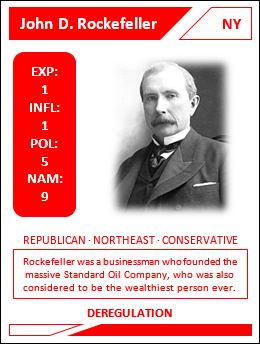 John D. Rockefeller
NY
EXP:
1
INFL:
1
POL:
5
NAM:
9
REPUBLICAN · NORTHEAST · CONSERVATIVE
Rockefeller was a businessman who founded the
massive Standard Oil Company, who was also
considered to be the wealthiest person ever.
DEREGULATION